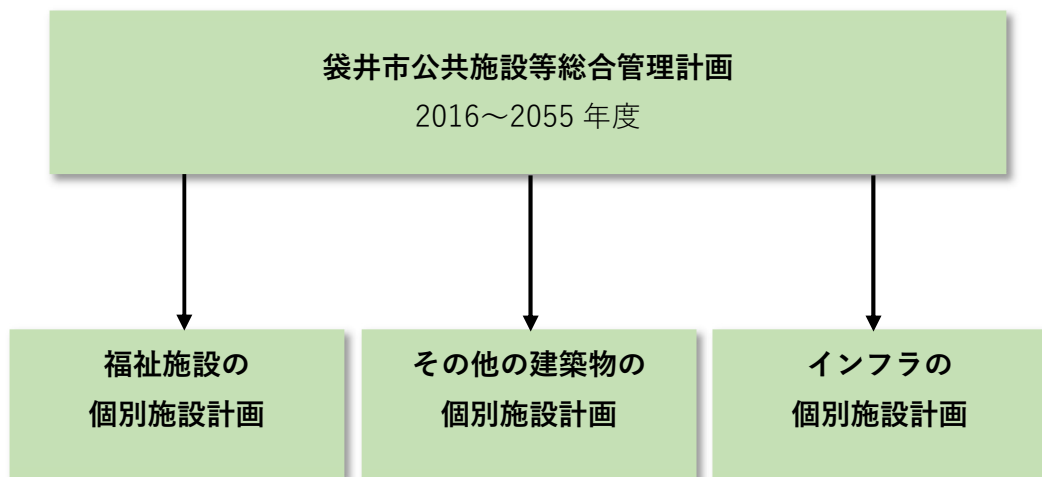 袋井市公共施設等総合管理計画
2016～2055 年度
福祉施設の
個別施設計画
その他の建築物の
個別施設計画
インフラの
個別施設計画